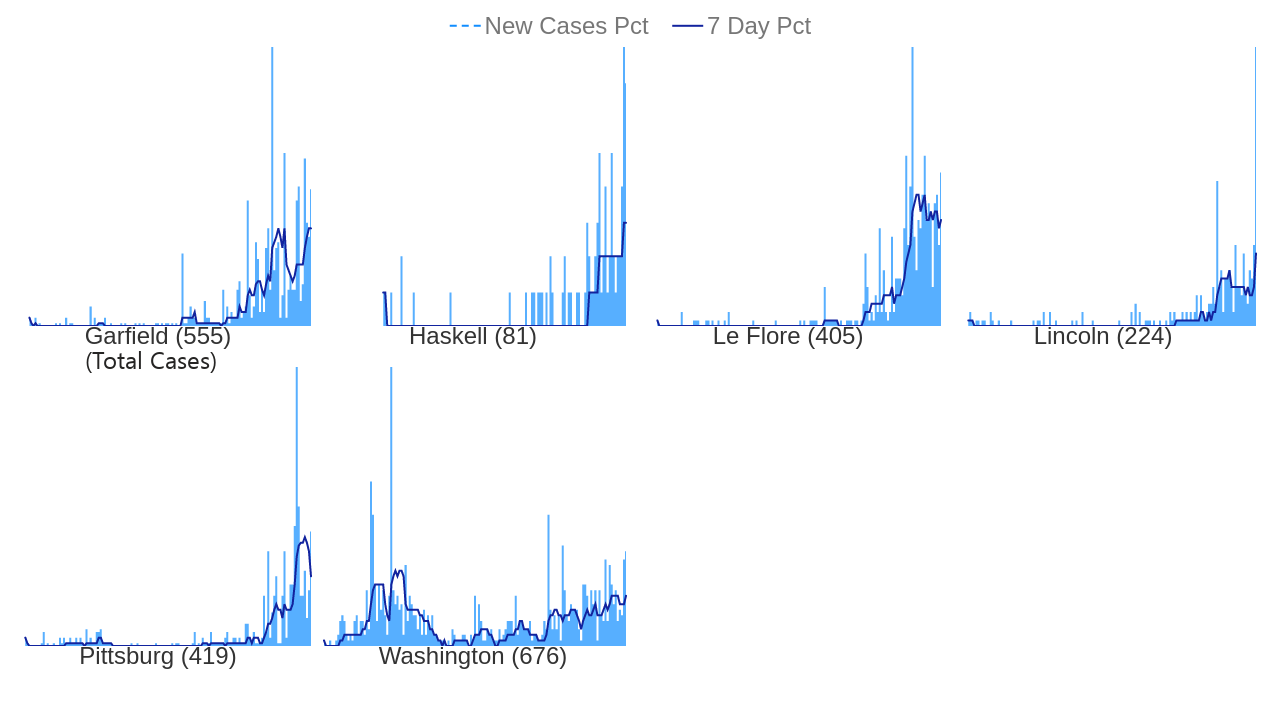 New Cases Pct 7 Day Pct
Garfield (555)
(Total Cases)
Haskell (81)
Le Flore (405)
Lincoln (224)
Pittsburg (419)
Washington (676)